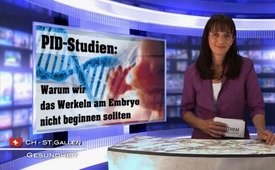 PID-Studien:
Warum wir
das Werkeln am Embryo
nicht beginnen sollten
CH - ST.GALLEN
GESUNDHEIT